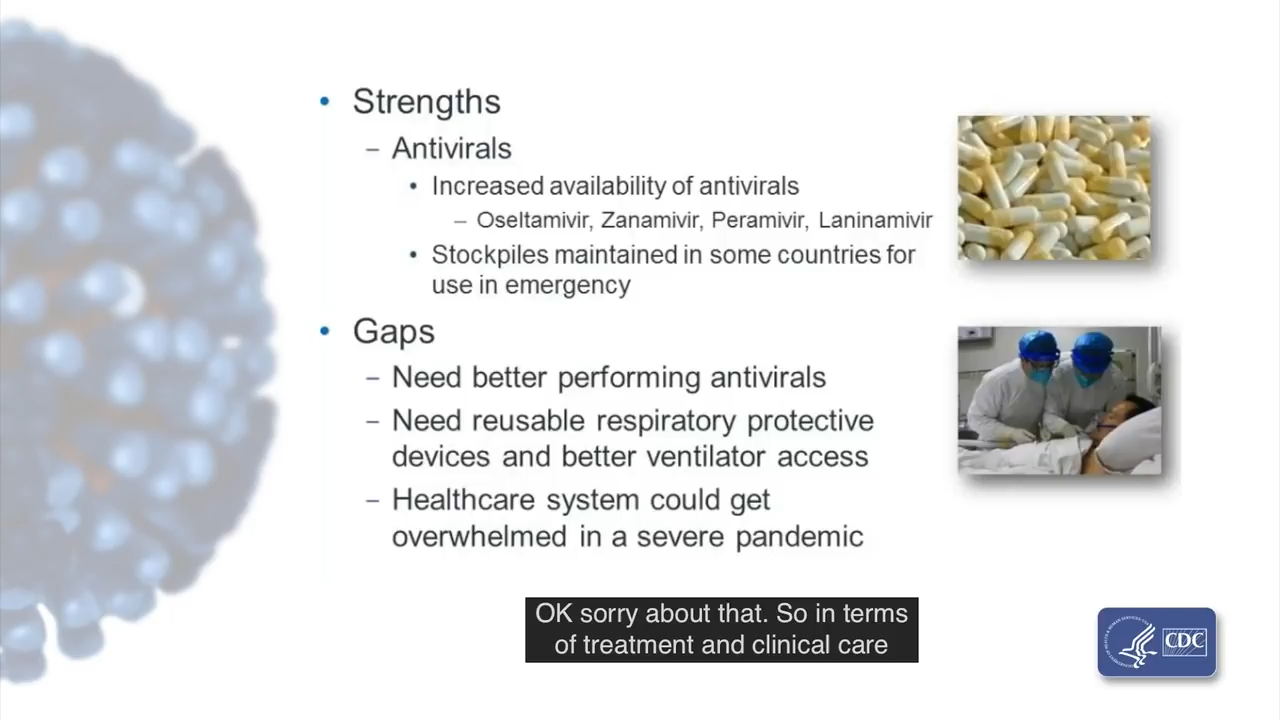 • Strengths
– Antivirals
• Increased availability of antivirals
– Oseltamivir, Zanamivir, Peramivir, Laninamivir
• Stockpiles maintained in some countries for
use in emergency
• Gaps
– Need better performing antivirals
– Need reusable respiratory protective
devices and better ventilator access
– Healthcare system could get
overwhelmed in a severe pandemic
OK sorry about that. So in terms
of treatment and clinical care
CDC